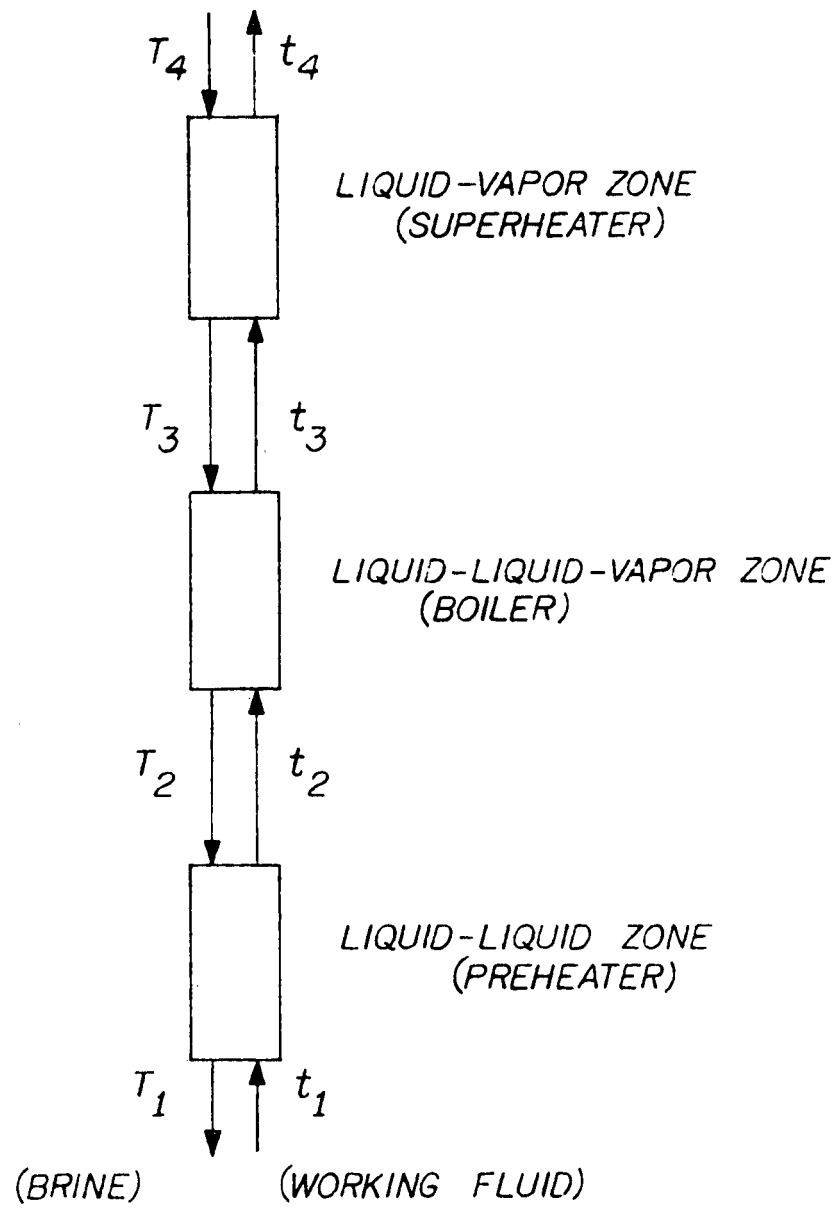 T4 t4
LIQUID-VAPOR ZONE
(SUPERHEATER)
T3 t3
LIQUID-LIQUID-VAPOR ZONE
(BOILER)
T2 t2
LIQUID-LIQUID ZONE
(PREHEATER)
T1 t1
(BRINE) (WORKING FLUID)